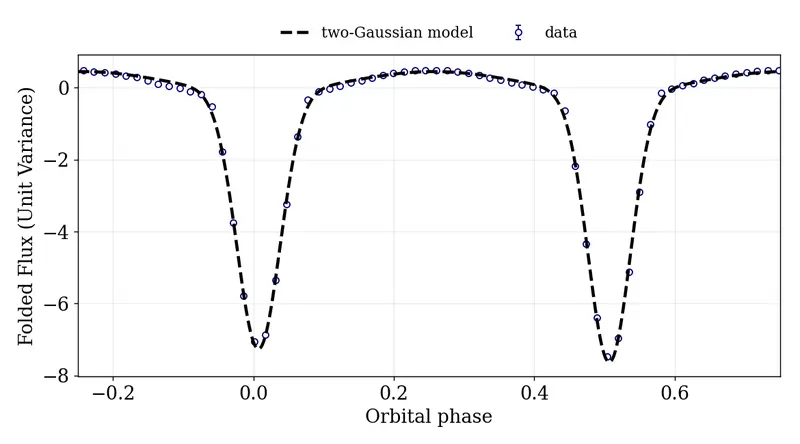 two-Gaussian model data
Folded Flux (Unit Variance)
0
−2
−4
−6
−8
−0.2 0.0 0.2 0.4 0.6
Orbital phase